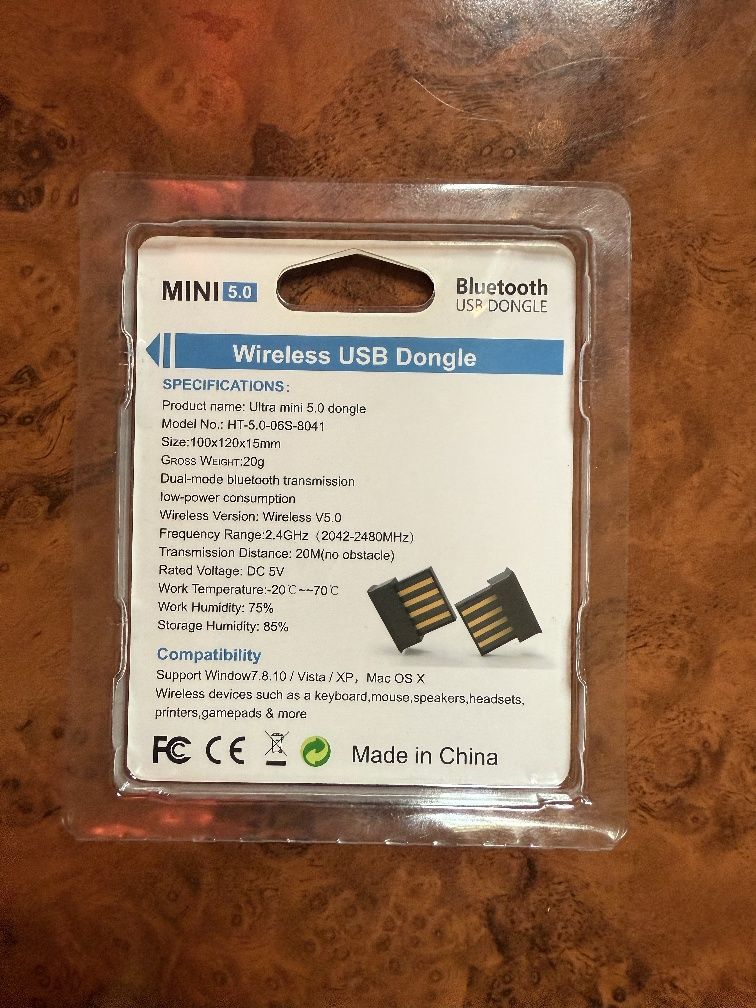 MINI 5.0
Bluetooth
USB DONGLE
Wireless USB Dongle
SPECIFICATIONS:
Product name: Ultra mini 5.0 dongle
Model No.: HT-5.0-06S-8041
Size:100x120x15mm
GROSS WEIGHT:20g
Dual-mode bluetooth transmission
low-power consumption
Wireless Version: Wireless V5.0
Frequency Range:2.4GHz（2042-2480MHz）
Transmission Distance: 20M(no obstacle)
Rated Voltage: DC 5V
Work Temperature:-20℃~~70℃
Work Humidity: 75%
Storage Humidity: 85%
Compatibility
Support Window7.8.10 / Vista / XP，Mac OS X
Wireless devices such as a keyboard,mouse,speakers,headsets,
printers,gamepads & more
FC CE Made in China